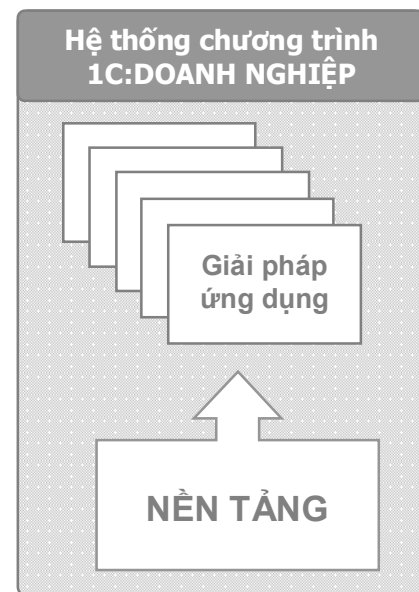 Hệ thống chương trình
1C:DOANH NGHIỆP
Giải pháp
ứng dụng
NỀN TẢNG